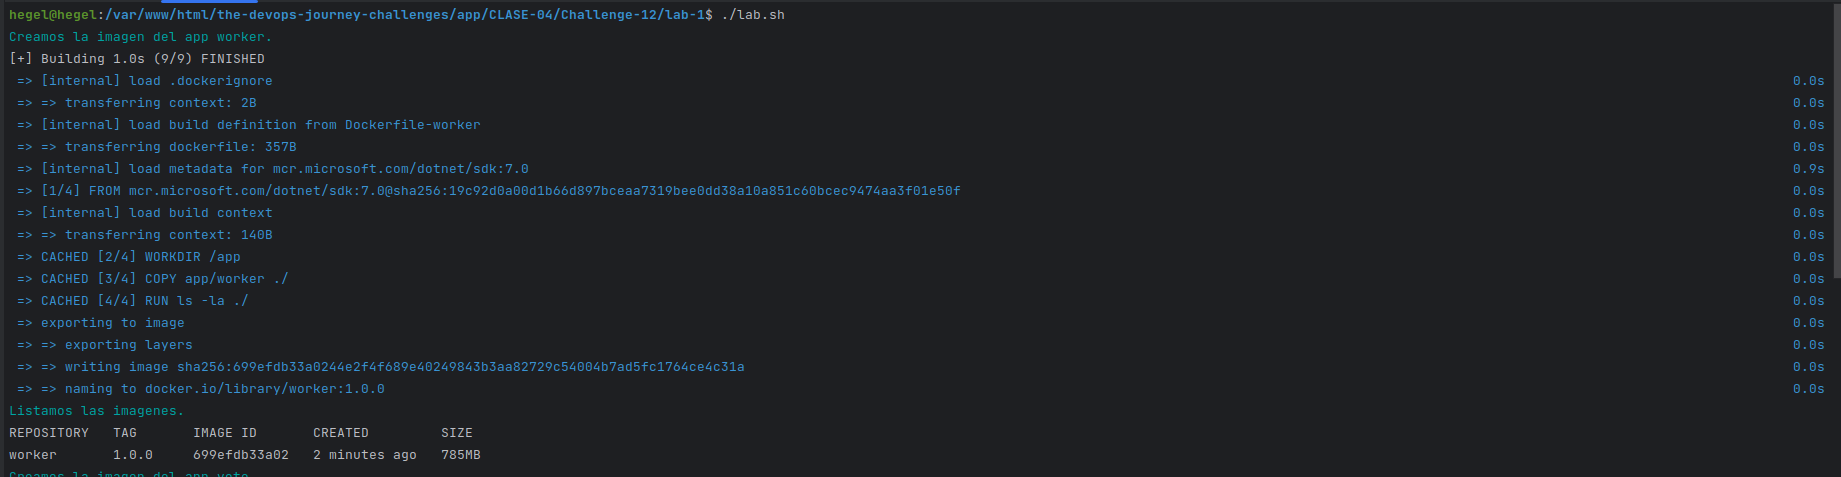 hegel@hegel:/var/www/html/the-devops-journey-challenges/app/CLASE-04/Challenge-12/lab-1$ ./lab.sh
Creamos la imagen del app worker.
[+] Building 1.0s (9/9) FINISHED
=> [internal] load .dockerignore 0.0s
=> => transferring context: 2B 0.0s
=> [internal] load build definition from Dockerfile-worker 0.0s
=> => transferring dockerfile: 357B 0.0s
=> [internal] load metadata for mcr.microsoft.com/dotnet/sdk:7.0 0.9s
=> [1/4] FROM mcr.microsoft.com/dotnet/sdk:7.0@sha256:19c92d0a00d1b66d897bceaa7319bee0dd38a10a851c60bcec9474aa3f01e50f 0.0s
=> [internal] load build context 0.0s
=> => transferring context: 140B 0.0s
=> CACHED [2/4] WORKDIR /app 0.0s
=> CACHED [3/4] COPY app/worker ./ 0.0s
=> CACHED [4/4] RUN ls -la ./ 0.0s
=> exporting to image 0.0s
=> => exporting layers 0.0s
=> => writing image sha256:699efdb33a0244e2f4f689e40249843b3aa82729c54004b7ad5fc1764ce4c31a 0.0s
=> => naming to docker.io/library/worker:1.0.0 0.0s
Listamos las imagenes.
REPOSITORY TAG IMAGE ID CREATED SIZE
worker 1.0.0 699efdb33a02 2 minutes ago 785MB
Creamos la imagen del app vote.